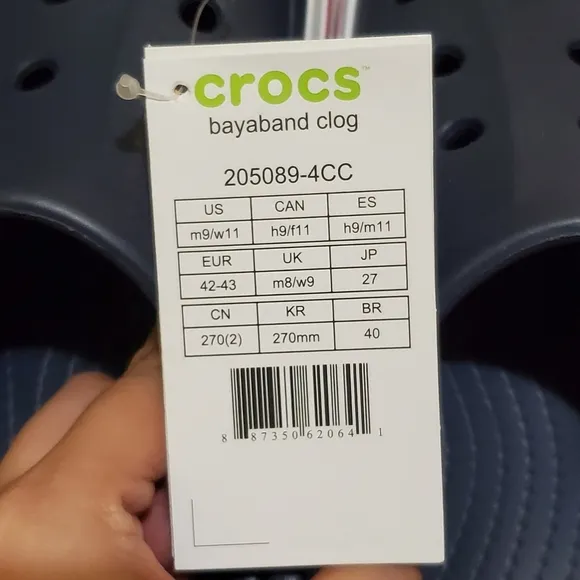 crocs™
bayaband clog
205089-4CC
US CAN ES
m9/w11 h9/f11 h9/m11
EUR UK JP
42-43 m8/w9 27
CN KR BR
270(2) 270mm 40
8 87350 62064 1